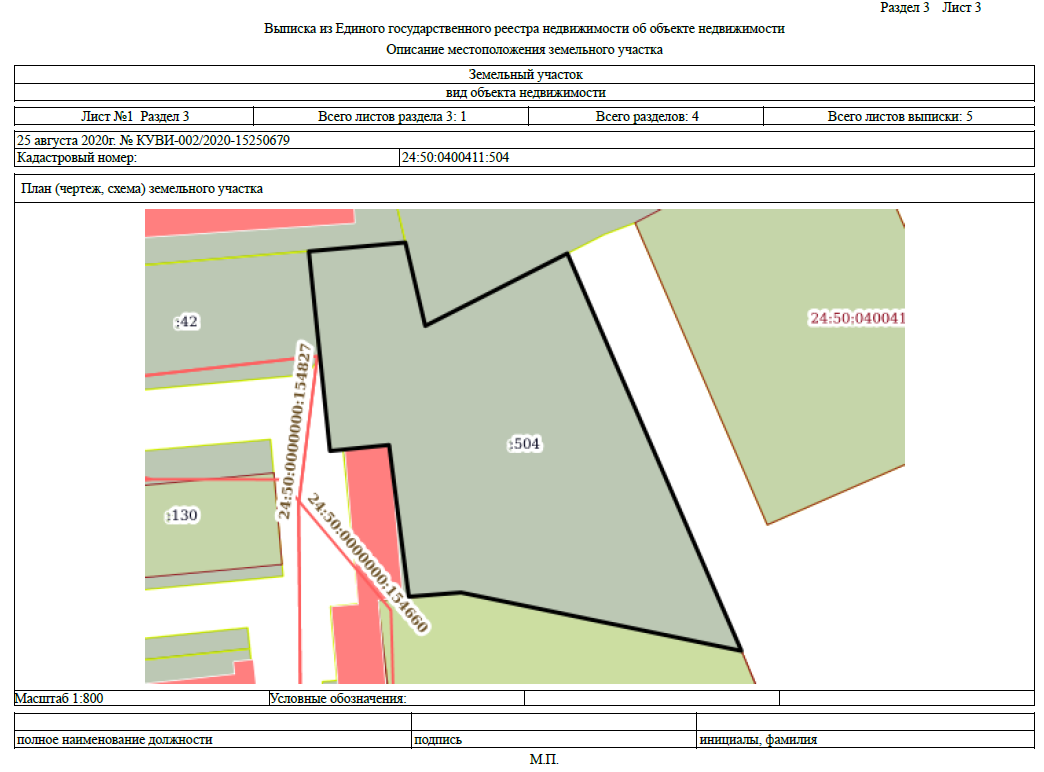 Раздел 3 Лист 3
Выписка из Единого государственного реестра недвижимости об объекте недвижимости
Описание местоположения земельного участка
Земельный участок
вид объекта недвижимости
Лист №1 Раздел 3 Всего листов раздела 3: 1 Всего разделов: 4 Всего листов выписки: 5
25 августа 2020г. № КУВИ-002/2020-15250679
Кадастровый номер: 24:50:0400411:504
План (чертеж, схема) земельного участка
:42
24:50:040041
24:50:0000000:154827
:504
:130
24:50:0000000:154660
Масштаб 1:800 Условные обозначения:
полное наименование должности подпись инициалы, фамилия
М.П.